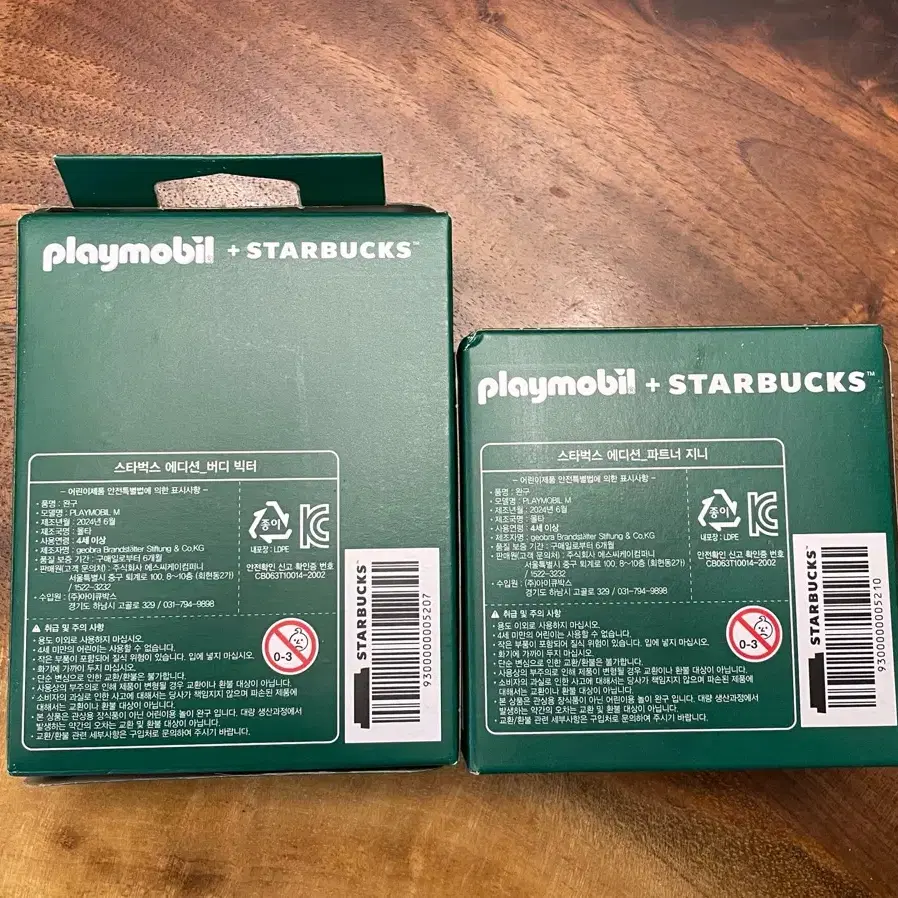 playmobil + STARBUCKS™
스타벅스 에디션_버디 빅터
- 어린이제품 안전특별법에 의한 표시사항 -
· 품명 : 완구
· 모델명 : PLAYMOBIL M
· 제조년월 : 2024년 6월
· 제조국명 : 몰타
· 사용연령 : 4세 이상
· 제조자명 : geobra Brandstätter Stiftung & Co.KG
· 품질 보증 기간 : 구매일로부터 6개월
· 판매원(고객 문의처) : 주식회사 에스씨케이컴퍼니
서울특별시 중구 퇴계로 100, 8~10층 (회현동2가)
/ 1522-3232
· 수입원 : (주)아이큐박스
경기도 하남시 고골로 329 / 031-794-9898
종이
내포장 : LDPE
안전확인 신고 확인증 번호
CB063T10014-2002
▲ 취급 및 주의 사항
· 용도 이외로 사용하지 마십시오.
· 4세 미만의 어린이는 사용할 수 없습니다.
· 작은 부품이 포함되어 질식 위험이 있습니다. 입에 넣지 마십시오.
· 화기에 가까이 두지 마십시오.
· 단순 변심으로 인한 교환/환불은 불가합니다.
· 사용상의 부주의로 인해 제품이 변형될 경우 교환이나 환불 대상이 아닙니다.
· 소비자의 과실로 인한 사고에 대해서는 당사가 책임지지 않으며 파손된 제품에
대해서는 교환이나 환불 대상이 아닙니다.
· 본 상품은 관상용 장식품이 아닌 어린이용 놀이 완구 입니다. 대량 생산과정에서
발생하는 약간의 오차는 교환 및 환불 대상이 아닙니다.
· 교환/환불 관련 세부사항은 구입처로 문의하여 주시기 바랍니다.
0-3
STARBUCKS
9300000005207
playmobil + STARBUCKS™
스타벅스 에디션_파트너 지니
- 어린이제품 안전특별법에 의한 표시사항 -
· 품명 : 완구
· 모델명 : PLAYMOBIL M
· 제조년월 : 2024년 6월
· 제조국명 : 몰타
· 사용연령 : 4세 이상
· 제조자명 : geobra Brandstätter Stiftung & Co.KG
· 품질 보증 기간 : 구매일로부터 6개월
· 판매원(고객 문의처) : 주식회사 에스씨케이컴퍼니
서울특별시 중구 퇴계로 100, 8~10층 (회현동2가)
/ 1522-3232
· 수입원 : (주)아이큐박스
경기도 하남시 고골로 329 / 031-794-9898
종이
내포장 : LDPE
안전확인 신고 확인증 번호
CB063T10014-2002
▲ 취급 및 주의 사항
· 용도 이외로 사용하지 마십시오.
· 4세 미만의 어린이는 사용할 수 없습니다.
· 작은 부품이 포함되어 질식 위험이 있습니다. 입에 넣지 마십시오.
· 화기에 가까이 두지 마십시오.
· 단순 변심으로 인한 교환/환불은 불가합니다.
· 사용상의 부주의로 인해 제품이 변형될 경우 교환이나 환불 대상이 아닙니다.
· 소비자의 과실로 인한 사고에 대해서는 당사가 책임지지 않으며 파손된 제품에
대해서는 교환이나 환불 대상이 아닙니다.
· 본 상품은 관상용 장식품이 아닌 어린이용 놀이 완구 입니다. 대량 생산과정에서
발생하는 약간의 오차는 교환 및 환불 대상이 아닙니다.
· 교환/환불 관련 세부사항은 구입처로 문의하여 주시기 바랍니다.
0-3
STARBUCKS
9300000005210